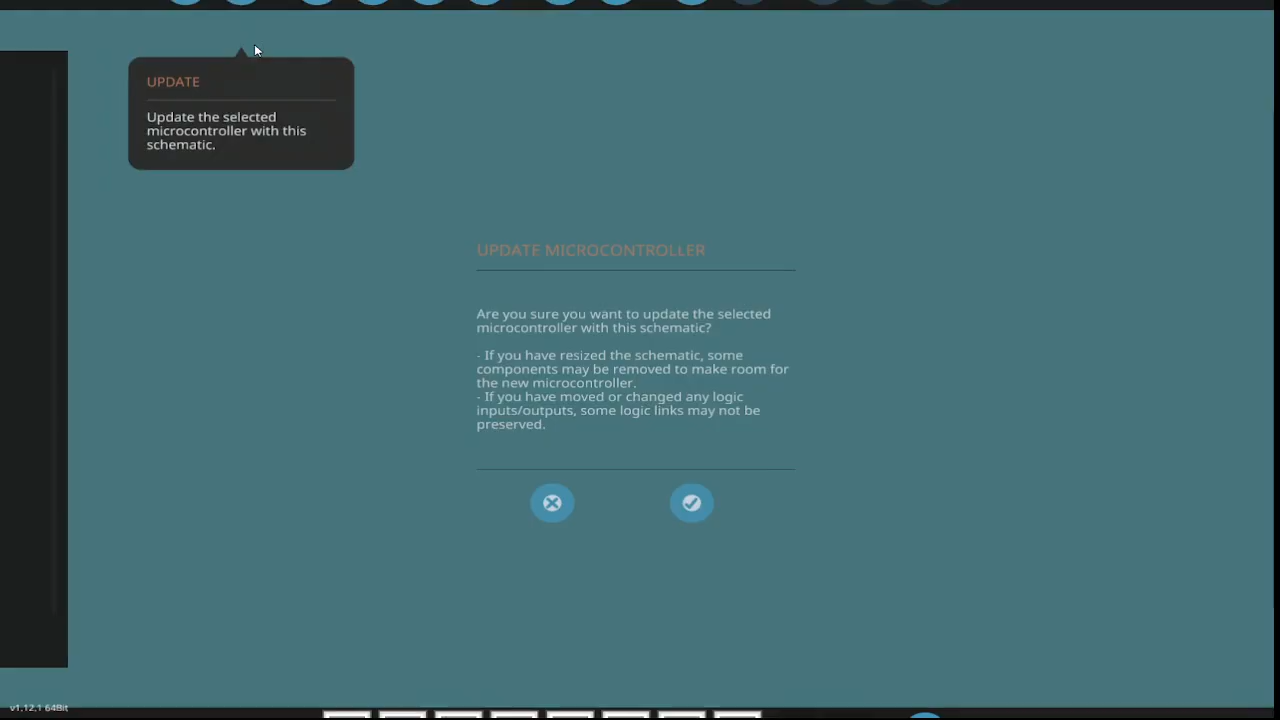 UPDATE
Update the selected
microcontroller with this
schematic.
UPDATE MICROCONTROLLER
Are you sure you want to update the selected
microcontroller with this schematic?
- If you have resized the schematic, some
components may be removed to make room for
the new microcontroller.
- If you have moved or changed any logic
inputs/outputs, some logic links may not be
preserved.
v1.12.1 64Bit